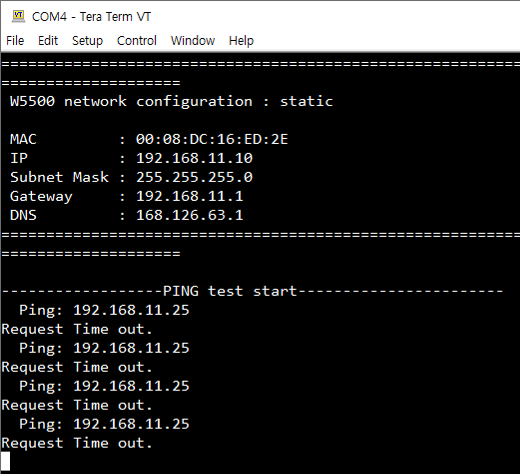 COM4 - Tera Term VT
File Edit Setup Control Window Help
==========================================================
====================
W5500 network configuration : static
MAC : 00:08:DC:16:ED:2E
IP : 192.168.11.10
Subnet Mask : 255.255.255.0
Gateway : 192.168.11.1
DNS : 168.126.63.1
==========================================================
====================
------------------PING test start-----------------------
Ping: 192.168.11.25
Request Time out.
Ping: 192.168.11.25
Request Time out.
Ping: 192.168.11.25
Request Time out.
Ping: 192.168.11.25
Request Time out.